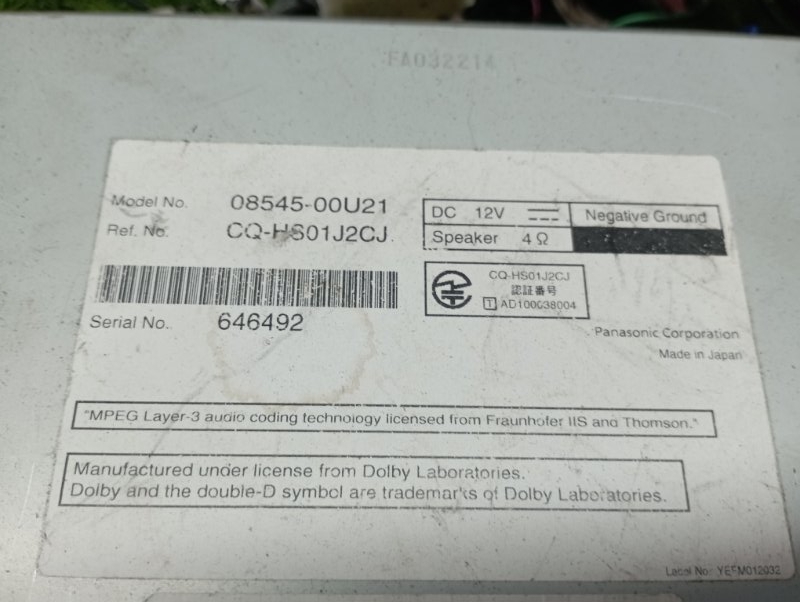 FA032214
Model No. 08545-00U21
Ref. No. CQ-HS01J2CJ
DC 12V Negative Ground
Speaker 4 Ω
CQ-HS01J2CJ
認証番号
T AD100038004
Serial No. 646492
Panasonic Corporation
Made in Japan
"MPEG Layer-3 audio coding technology licensed from Fraunhofer IIS and Thomson."
Manufactured under license from Dolby Laboratories.
Dolby and the double-D symbol are trademarks of Dolby Laboratories.
Label No: YEFM012932